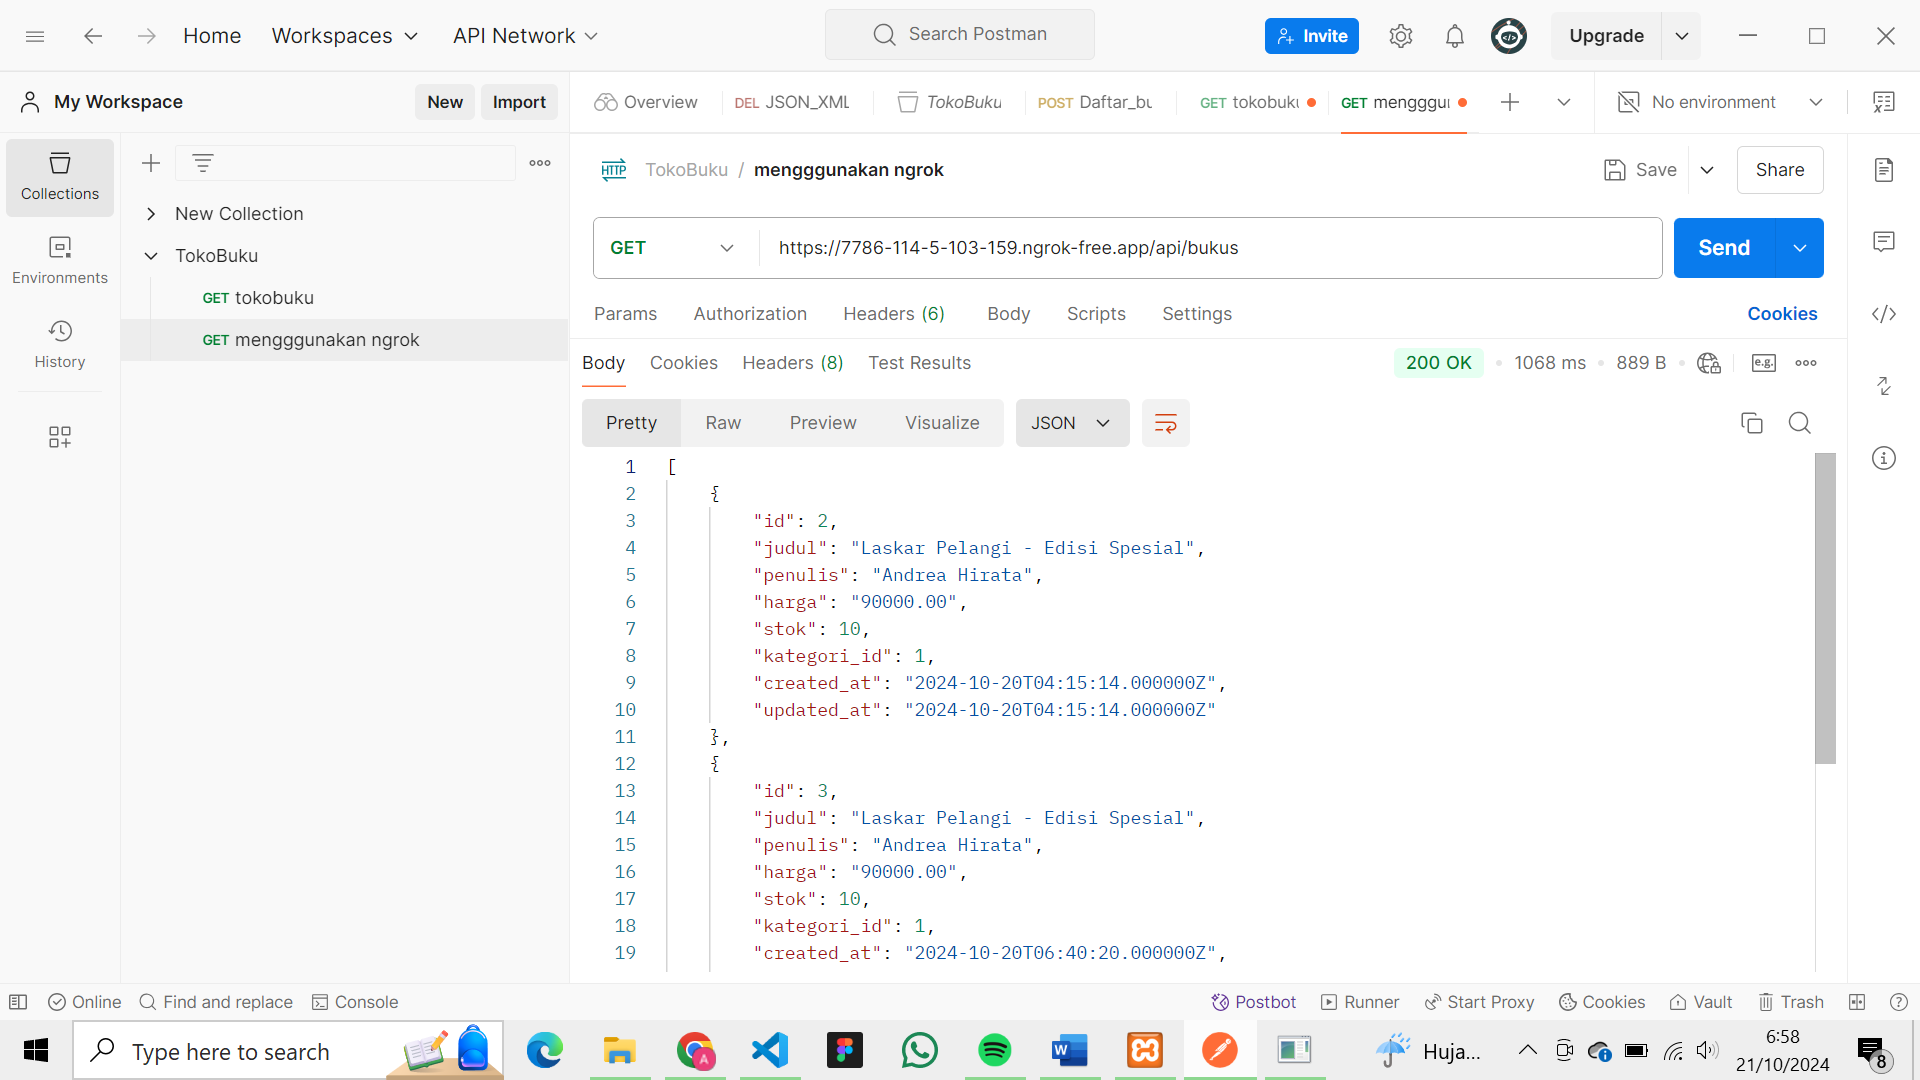 Home
Workspaces
API Network
Search Postman
Invite
Upgrade
My Workspace
New
Import
Overview
DEL JSON_XML
TokoBuku
POST Daftar_bu
GET tokobuku
GET mengggu
No environment
Collections
Environments
History
New Collection
TokoBuku
GET tokobuku
GET mengggunakan ngrok
HTTP
TokoBuku / mengggunakan ngrok
Save
Share
GET
https://7786-114-5-103-159.ngrok-free.app/api/bukus
Send
Params
Authorization
Headers (6)
Body
Scripts
Settings
Cookies
Body
Cookies
Headers (8)
Test Results
200 OK
1068 ms
889 B
e.g.
Pretty
Raw
Preview
Visualize
JSON
1 [
2 {
3 "id": 2,
4 "judul": "Laskar Pelangi - Edisi Spesial",
5 "penulis": "Andrea Hirata",
6 "harga": "90000.00",
7 "stok": 10,
8 "kategori_id": 1,
9 "created_at": "2024-10-20T04:15:14.000000Z",
10 "updated_at": "2024-10-20T04:15:14.000000Z"
11 },
12 {
13 "id": 3,
14 "judul": "Laskar Pelangi - Edisi Spesial",
15 "penulis": "Andrea Hirata",
16 "harga": "90000.00",
17 "stok": 10,
18 "kategori_id": 1,
19 "created_at": "2024-10-20T06:40:20.000000Z",
Online
Find and replace
Console
Postbot
Runner
Start Proxy
Cookies
Vault
Trash
Type here to search
A
W
Huja...
6:58
21/10/2024
8